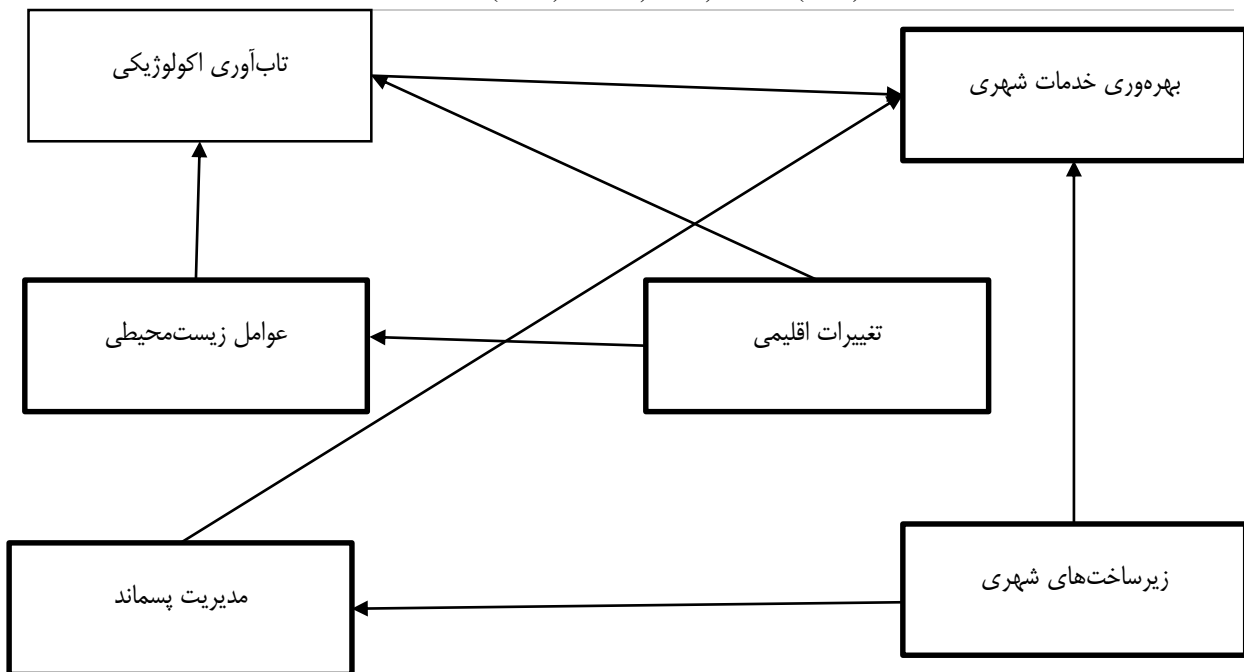 بهره‌وری خدمات شهری
تاب‌آوری اکولوژیکی
تغییرات اقلیمی
عوامل زیست‌محیطی
زیرساخت‌های شهری
مدیریت پسماند